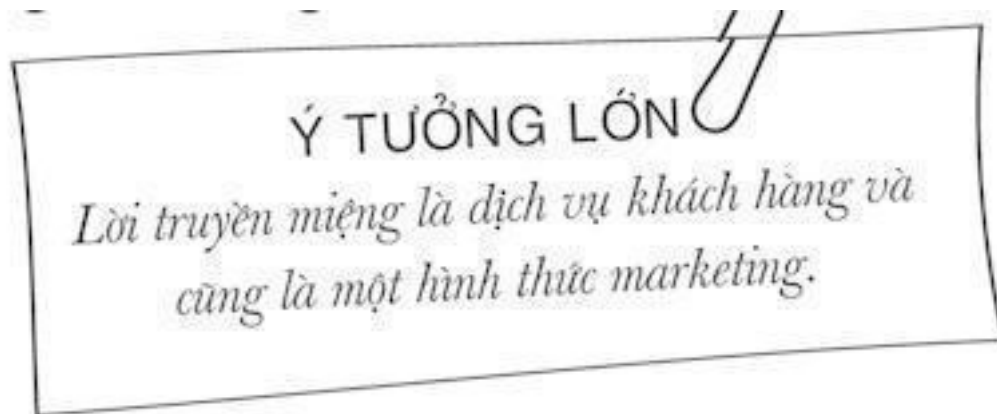 Ý TƯỞNG LỚN
Lời truyền miệng là dịch vụ khách hàng và
cũng là một hình thức marketing.